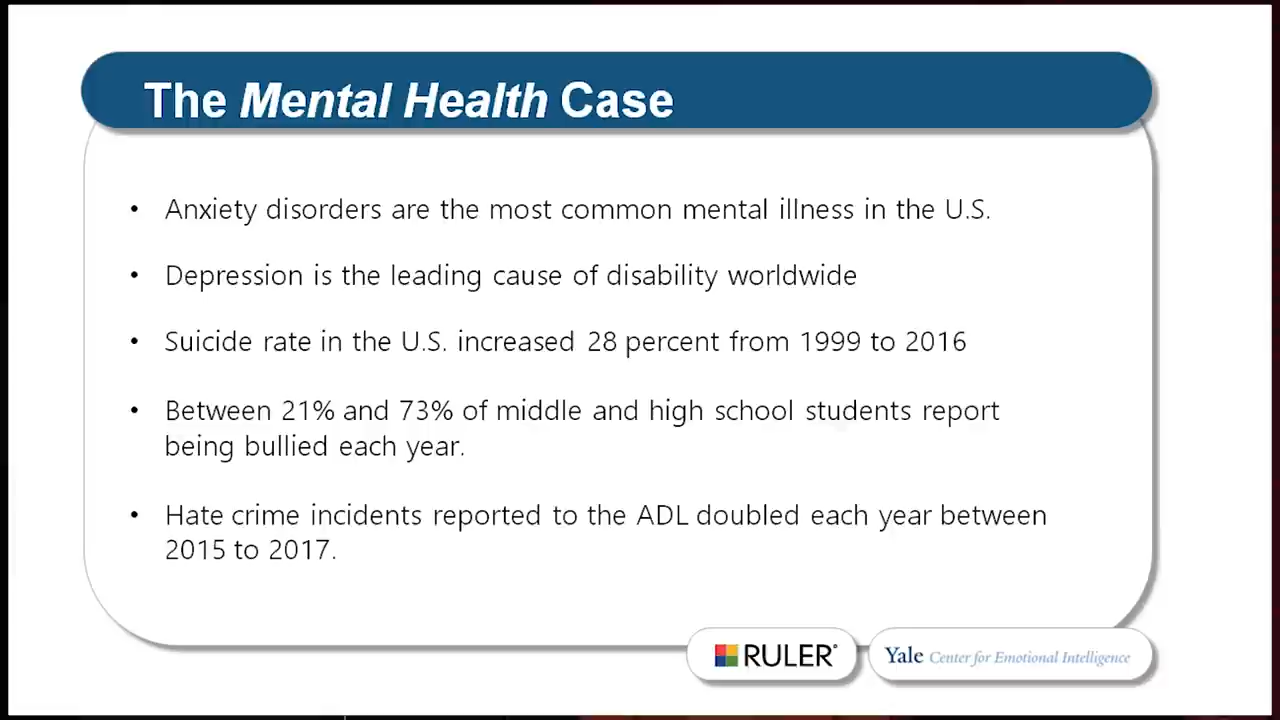 The Mental Health Case
• Anxiety disorders are the most common mental illness in the U.S.
• Depression is the leading cause of disability worldwide
• Suicide rate in the U.S. increased 28 percent from 1999 to 2016
• Between 21% and 73% of middle and high school students report
being bullied each year.
• Hate crime incidents reported to the ADL doubled each year between
2015 to 2017.
RULER®
Yale Center for Emotional Intelligence